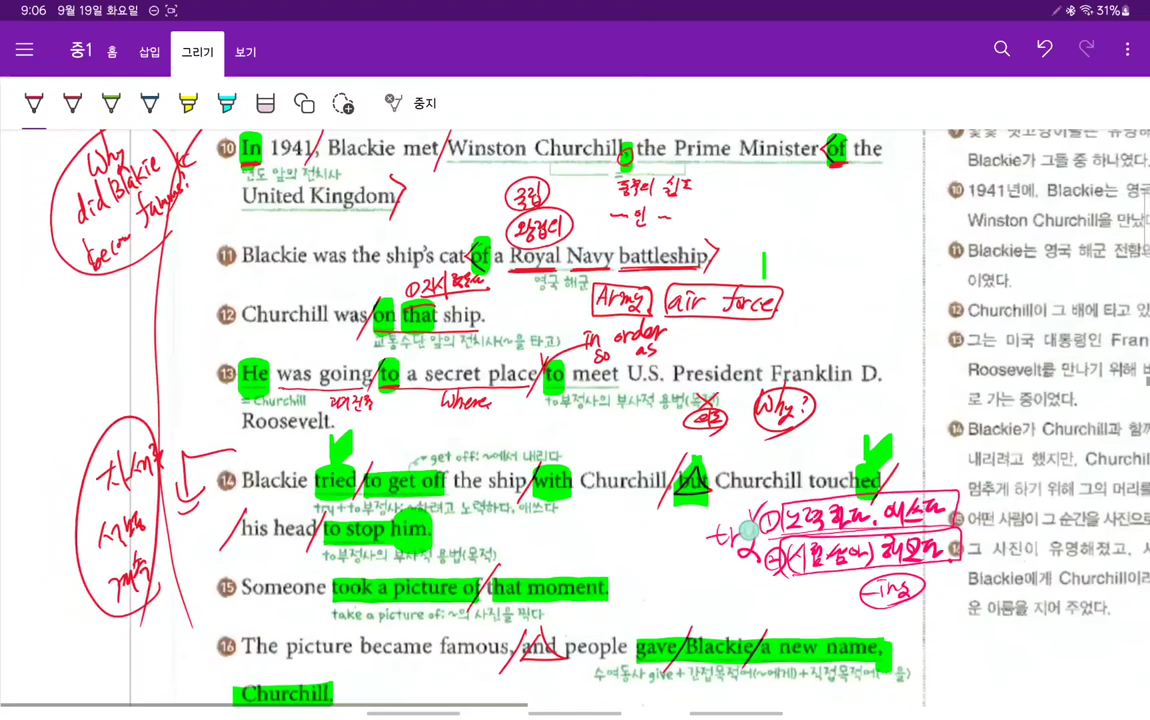 9:06 9월 19일 화요일 31%
중1 홈 삽입 그리기 보기
중지
Why
did Blakie
become famous?
⑩ In 1941, Blackie met Winston Churchill, the Prime Minister of the
연도 앞의 전치사
동격의 쉼표
United Kingdom.
~인~
국립
왕립의
⑪ Blackie was the ship's cat of a Royal Navy battleship.
영국 해군
Army air force
⑫ Churchill was on that ship.
교통수단 앞의 전치사(~을 타고)
In order
so as
⑬ He was going to a secret place to meet U.S. President Franklin D.
= Churchill
Where
to부정사의 부사적 용법(목적)
Why?
Roosevelt.
get off: ~에서 내리다
⑭ Blackie tried to get off the ship with Churchill, but Churchill touched
try+to부정사: ~하려고 노력하다, 애쓰다
his head to stop him.
to부정사의 부사적 용법(목적)
try ① 노력하다, 애쓰다
② (시험삼아) 해보다
-ing
⑮ Someone took a picture of that moment.
take a picture of: ~의 사진을 찍다
⑯ The picture became famous, and people gave Blackie a new name,
수여동사 give+간접목적어(~에게)+직접목적어(~을)
Churchill.
Blackie가 그들 중 하나였다.
⑩ 1941년에, Blackie는 영국
Winston Churchill을 만났
⑪ Blackie는 영국 해군 전함의
이였다.
⑫ Churchill이 그 배에 타고 있
⑬ 그는 미국 대통령인 Fran
Roosevelt를 만나기 위해 비
로 가는 중이었다.
⑭ Blackie가 Churchill과 함께
내리려고 했지만, Churchill
멈추게 하기 위해 그의 머리를
⑮ 어떤 사람이 그 순간을 사진으로
⑯ 그 사진이 유명해졌고, 사
Blackie에게 Churchill이라
운 이름을 지어 주었다.